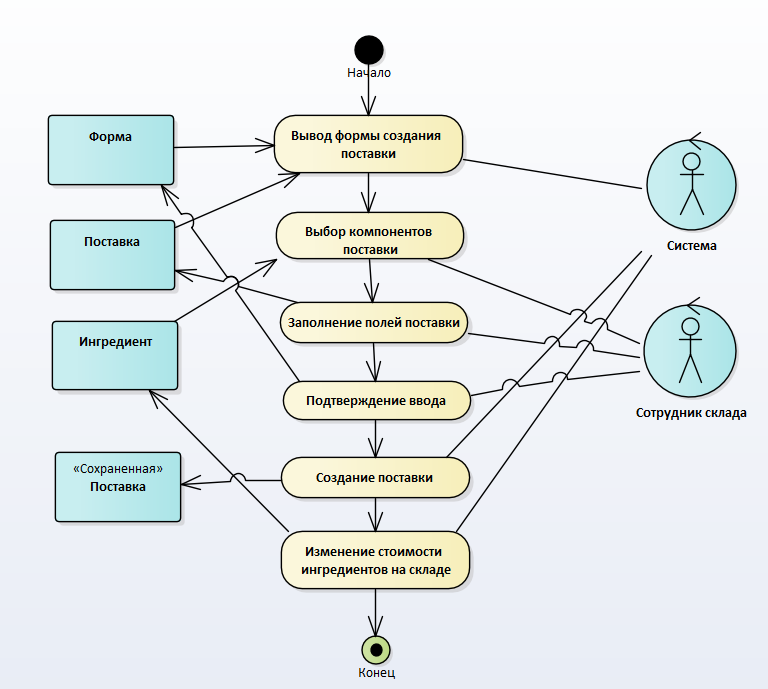 Начало
Форма
Вывод формы создания
поставки
Система
Поставка
Выбор компонентов
поставки
Ингредиент
Заполнение полей поставки
Сотрудник склада
Подтверждение ввода
«Сохраненная»
Поставка
Создание поставки
Изменение стоимости
ингредиентов на складе
Конец